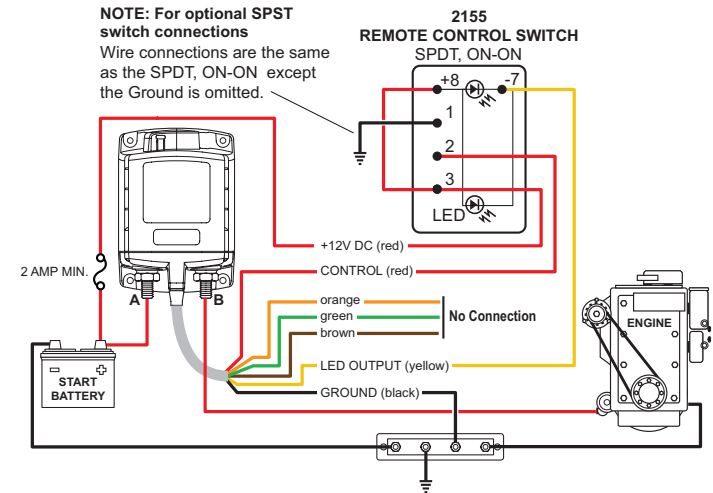 NOTE: For optional SPST
switch connections
Wire connections are the same
as the SPDT, ON-ON except
the Ground is omitted.
2155
REMOTE CONTROL SWITCH
SPDT, ON-ON
+8
-7
1
2
3
LED
+12V DC (red)
2 AMP MIN.
CONTROL (red)
A
B
orange
green
brown
No Connection
ENGINE
LED OUTPUT (yellow)
GROUND (black)
- +
START
BATTERY